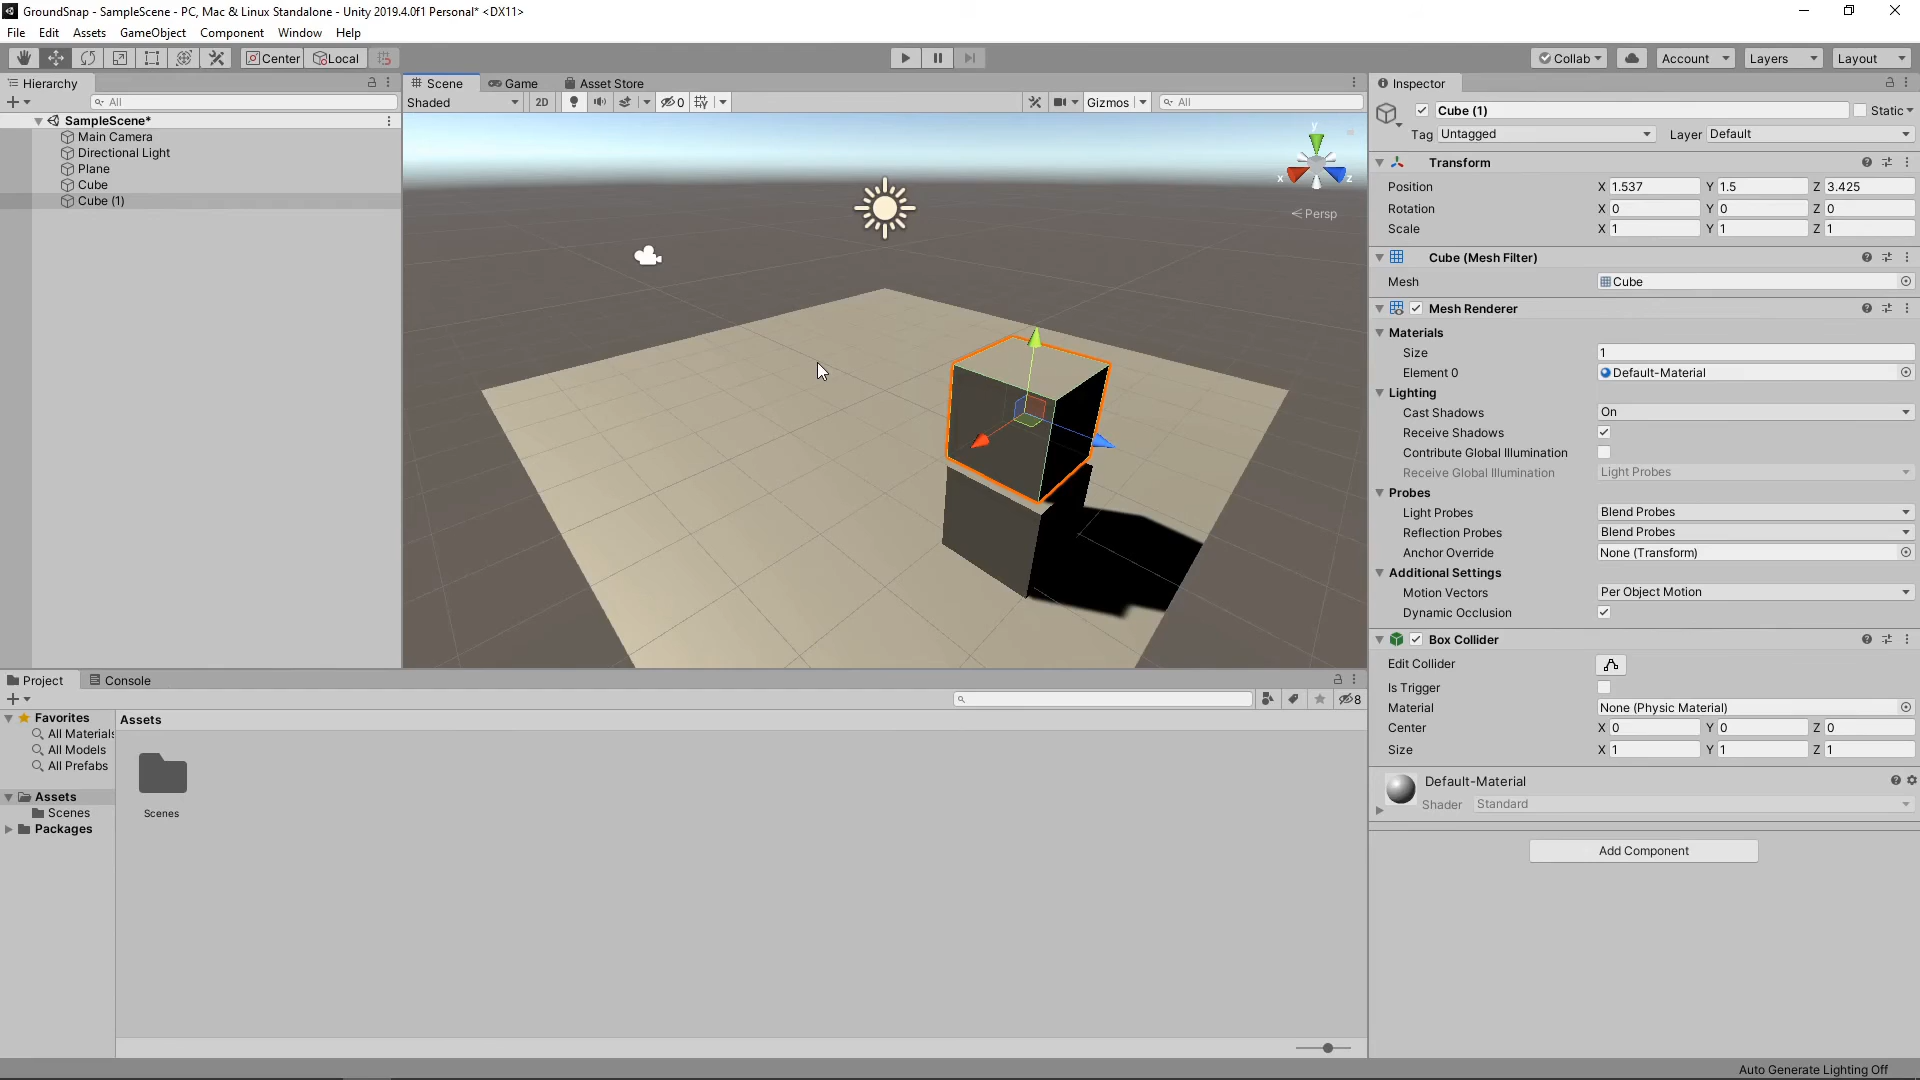 GroundSnap - SampleScene - PC, Mac & Linux Standalone - Unity 2019.4.0f1 Personal* <DX11>
File Edit Assets GameObject Component Window Help
Center Local
Collab Account Layers Layout
Hierarchy
All
SampleScene*
Main Camera
Directional Light
Plane
Cube
Cube (1)
Scene Game Asset Store
Shaded 2D 0 Gizmos All
y
x z
Persp
Inspector
Cube (1) Static
Tag Untagged Layer Default
Transform
Position X 1.537 Y 1.5 Z 3.425
Rotation X 0 Y 0 Z 0
Scale X 1 Y 1 Z 1
Cube (Mesh Filter)
Mesh Cube
Mesh Renderer
Materials
Size 1
Element 0 Default-Material
Lighting
Cast Shadows On
Receive Shadows
Contribute Global Illumination
Receive Global Illumination Light Probes
Probes
Light Probes Blend Probes
Reflection Probes Blend Probes
Anchor Override None (Transform)
Additional Settings
Motion Vectors Per Object Motion
Dynamic Occlusion
Box Collider
Edit Collider
Is Trigger
Material None (Physic Material)
Center X 0 Y 0 Z 0
Size X 1 Y 1 Z 1
Default-Material
Shader Standard
Add Component
Project Console
8
Favorites
All Materials
All Models
All Prefabs
Assets
Scenes
Packages
Assets
Scenes
Auto Generate Lighting Off